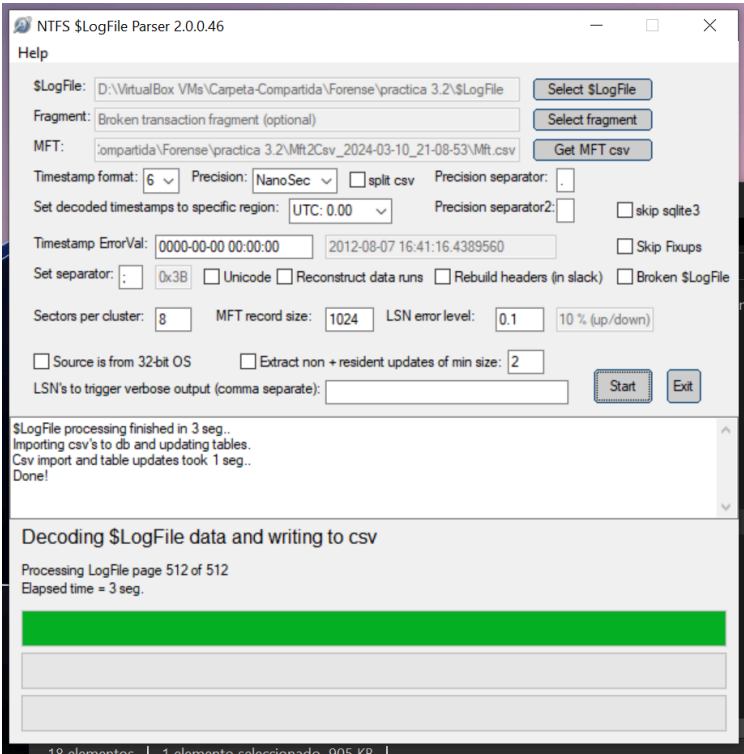 NTFS $LogFile Parser 2.0.0.46
Help
$LogFile: D:\VirtualBox VMs\Carpeta-Compartida\Forense\practica 3.2\$LogFile Select $LogFile
Fragment: Broken transaction fragment (optional) Select fragment
MFT: Compartida\Forense\practica 3.2\Mft2Csv_2024-03-10_21-08-53\Mft.csv Get MFT csv
Timestamp format: 6 Precision: NanoSec split csv Precision separator: .
Set decoded timestamps to specific region: UTC: 0.00 Precision separator2: skip sqlite3
Timestamp ErrorVal: 0000-00-00 00:00:00 2012-08-07 16:41:16.4389560 Skip Fixups
Set separator: ; 0x3B Unicode Reconstruct data runs Rebuild headers (in slack) Broken $LogFile
Sectors per cluster: 8 MFT record size: 1024 LSN error level: 0.1 10 % (up/down)
Source is from 32-bit OS Extract non + resident updates of min size: 2
LSN's to trigger verbose output (comma separate): Start Exit
$LogFile processing finished in 3 seg..
Importing csv's to db and updating tables.
Csv import and table updates took 1 seg..
Done!
Decoding $LogFile data and writing to csv
Processing LogFile page 512 of 512
Elapsed time = 3 seg.
18 elementos 1 elemento seleccionado 905 KB